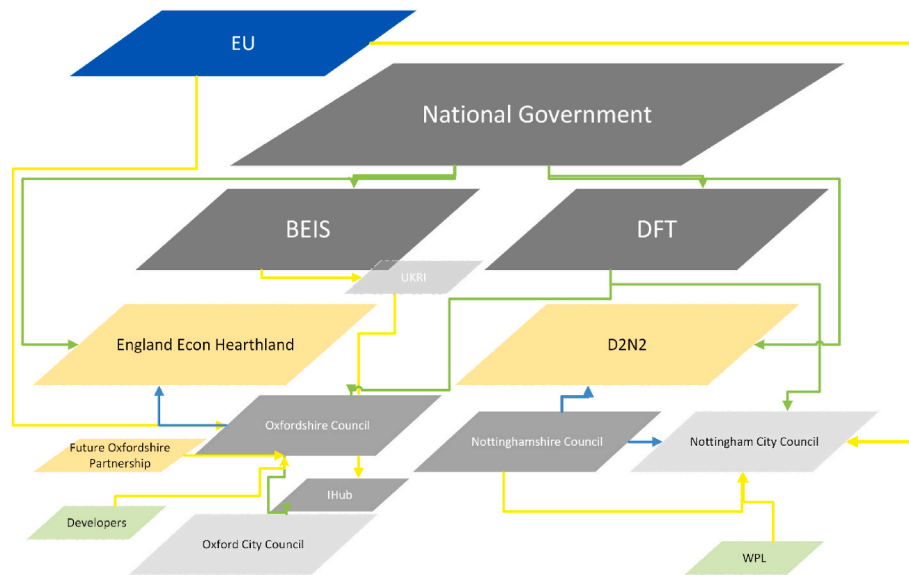 EU
National Government
BEIS
DFT
UKRI
England Econ Hearthland
D2N2
Oxfordshire Council
Nottinghamshire Council
Nottingham City Council
Future Oxfordshire
Partnership
IHub
Developers
Oxford City Council
WPL